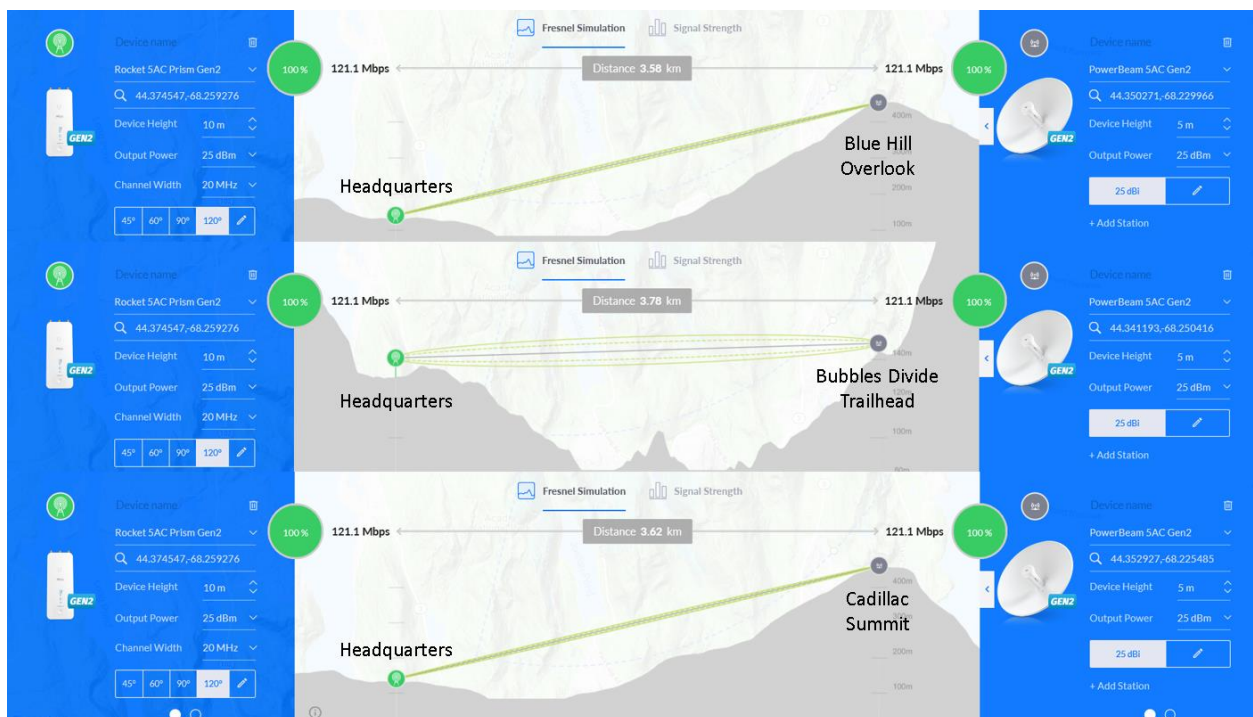 Device name
Rocket 5AC Prism Gen2
44.374547,-68.259276
GEN2
Device Height 10 m
Output Power 25 dBm
Channel Width 20 MHz
45° 60° 90° 120°
Fresnel Simulation Signal Strength
100% 121.1 Mbps Distance 3.58 km 121.1 Mbps 100%
400m
Blue Hill
Overlook
Headquarters
200m
100m
Device name
PowerBeam 5AC Gen2
44.350271,-68.229966
Device Height 5 m
GEN2
Output Power 25 dBm
25 dBi
+ Add Station
Device name
Rocket 5AC Prism Gen2
44.374547,-68.259276
Device Height 10 m
GEN2
Output Power 25 dBm
Channel Width 20 MHz
45° 60° 90° 120°
Fresnel Simulation Signal Strength
100% 121.1 Mbps Distance 3.78 km 121.1 Mbps 100%
140m
Bubbles Divide
Trailhead
120m
Headquarters
100m
Device name
PowerBeam 5AC Gen2
44.341193,-68.250416
Device Height 5 m
GEN2
Output Power 25 dBm
25 dBi
+ Add Station
Device name
Rocket 5AC Prism Gen2
44.374547,-68.259276
Device Height 10 m
GEN2
Output Power 25 dBm
Channel Width 20 MHz
45° 60° 90° 120°
Fresnel Simulation Signal Strength
100% 121.1 Mbps Distance 3.62 km 121.1 Mbps 100%
400m
Cadillac
Summit
Headquarters
200m
100m
Device name
PowerBeam 5AC Gen2
44.352927,-68.225485
Device Height 5 m
GEN2
Output Power 25 dBm
25 dBi
+ Add Station